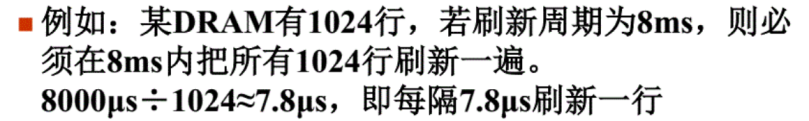 例如：某DRAM有1024行，若刷新周期为8ms，则必
须在8ms内把所有1024行刷新一遍。
8000μs÷1024≈7.8μs，即每隔7.8μs刷新一行